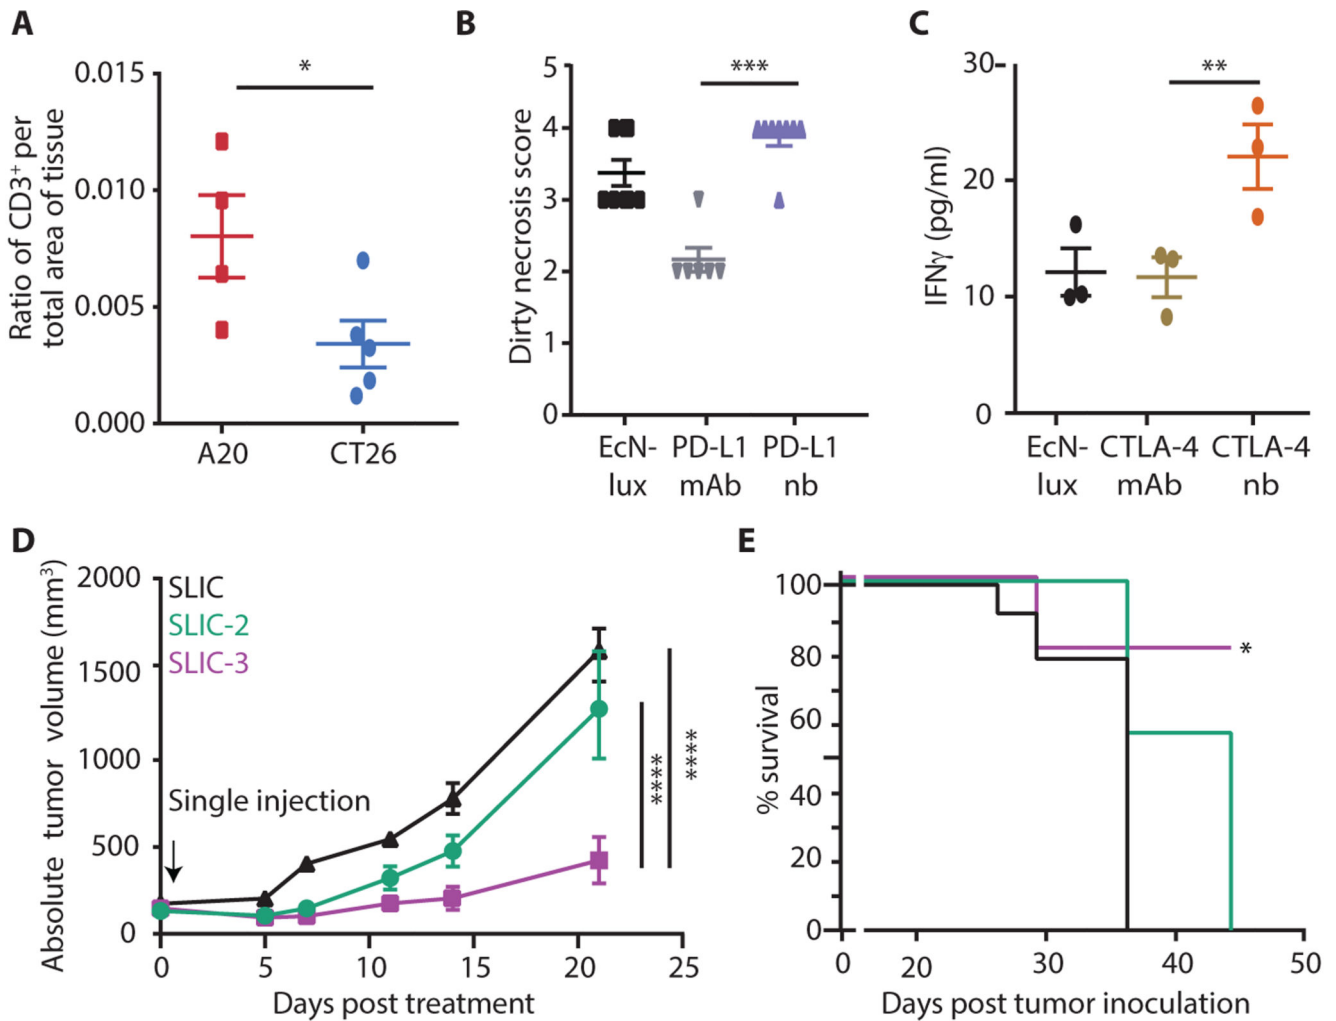 A
Ratio of CD3+ per
total area of tissue
0.015
0.010
0.005
0.000
*
A20
CT26
B
Dirty necrosis score
5
4
3
2
1
0
***
EcN-
lux
PD-L1
mAb
PD-L1
nb
C
IFNγ (pg/ml)
30
20
10
0
**
EcN-
lux
CTLA-4
mAb
CTLA-4
nb
D
Absolute tumor volume (mm3)
2000
1500
1000
500
0
SLIC
SLIC-2
SLIC-3
Single injection
****
****
0
5
10
15
20
25
Days post treatment
E
% survival
100
80
60
40
20
0
*
0
20
30
40
50
Days post tumor inoculation